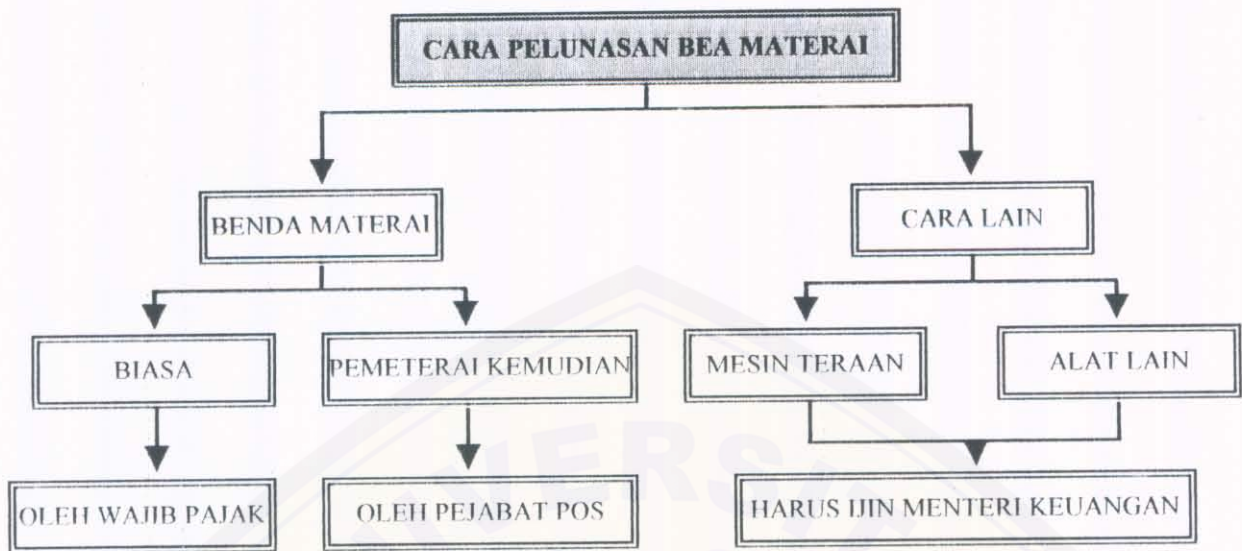 CARA PELUNASAN BEA MATERAI
BENDA MATERAI
CARA LAIN
BIASA
PEMETERAI KEMUDIAN
MESIN TERAAN
ALAT LAIN
OLEH WAJIB PAJAK
OLEH PEJABAT POS
HARUS IJIN MENTERI KEUANGAN